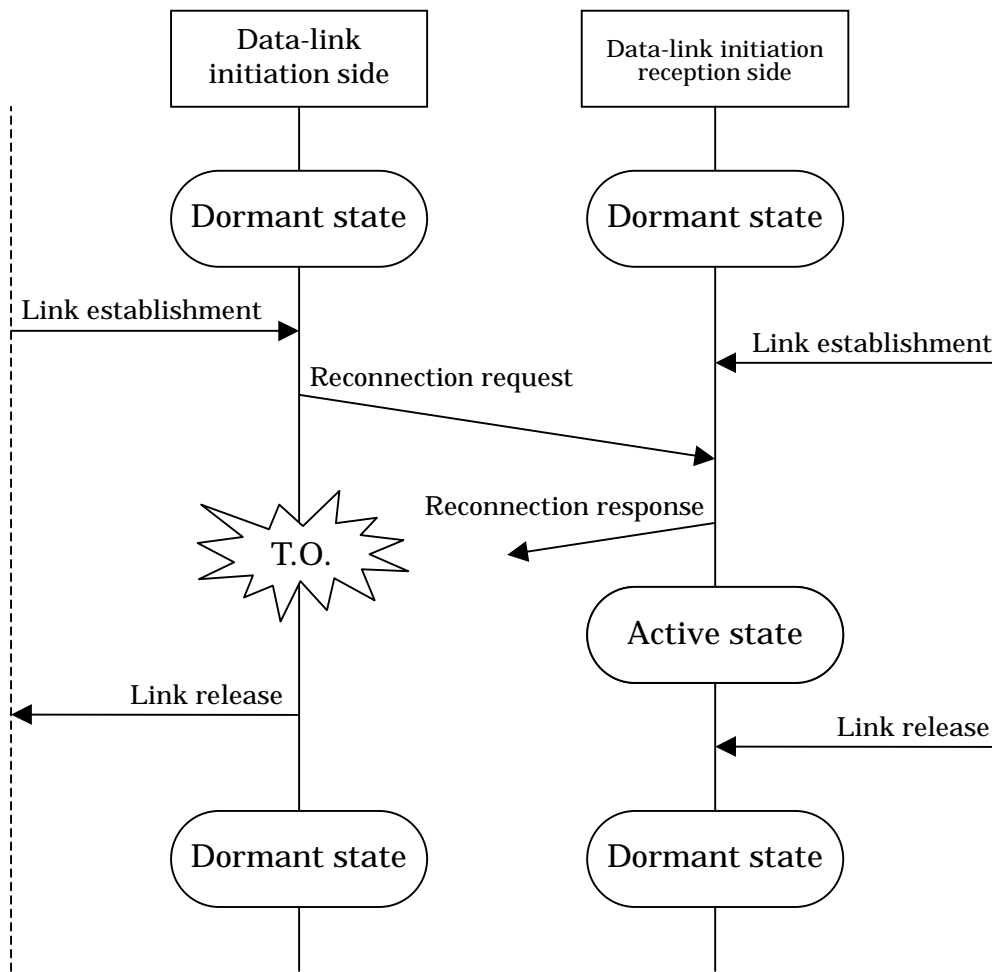 Data-link
initiation side
Data-link initiation
reception side
Dormant state
Dormant state
Link establishment
Link establishment
Reconnection request
Reconnection response
T.O.
Active state
Link release
Link release
Dormant state
Dormant state